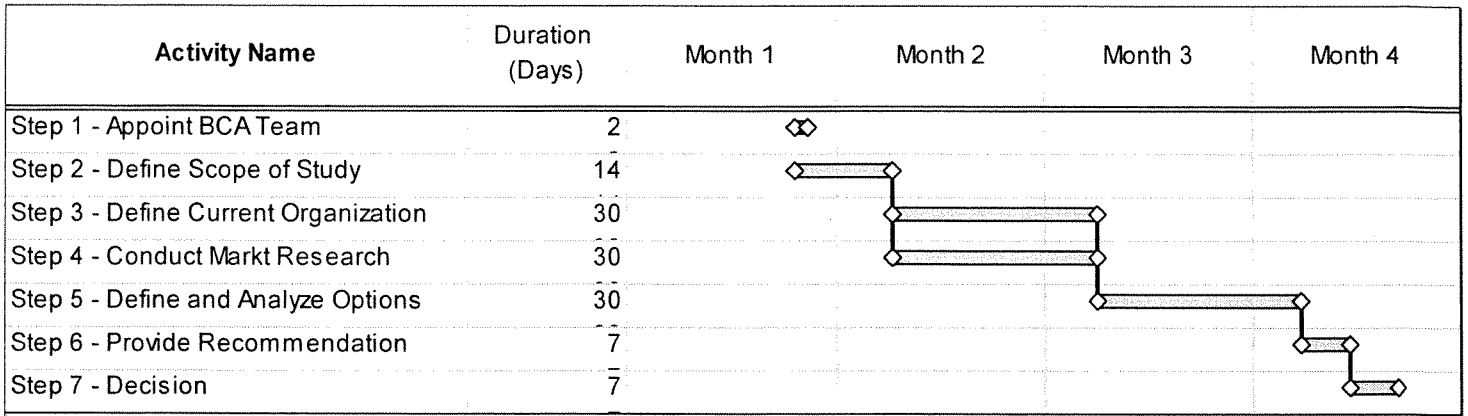 Activity Name Duration (Days) Month 1 Month 2 Month 3 Month 4
Step 1 - Appoint BCA Team 2
Step 2 - Define Scope of Study 14
Step 3 - Define Current Organization 30
Step 4 - Conduct Markt Research 30
Step 5 - Define and Analyze Options 30
Step 6 - Provide Recommendation 7
Step 7 - Decision 7